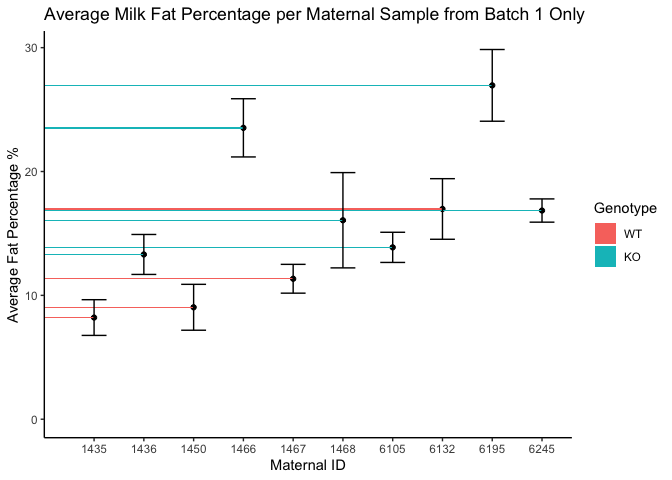 Average Milk Fat Percentage per Maternal Sample from Batch 1 Only
Average Fat Percentage %
30
20
10
0
1435 1436 1450 1466 1467 1468 6105 6132 6195 6245
Maternal ID
Genotype
WT
KO